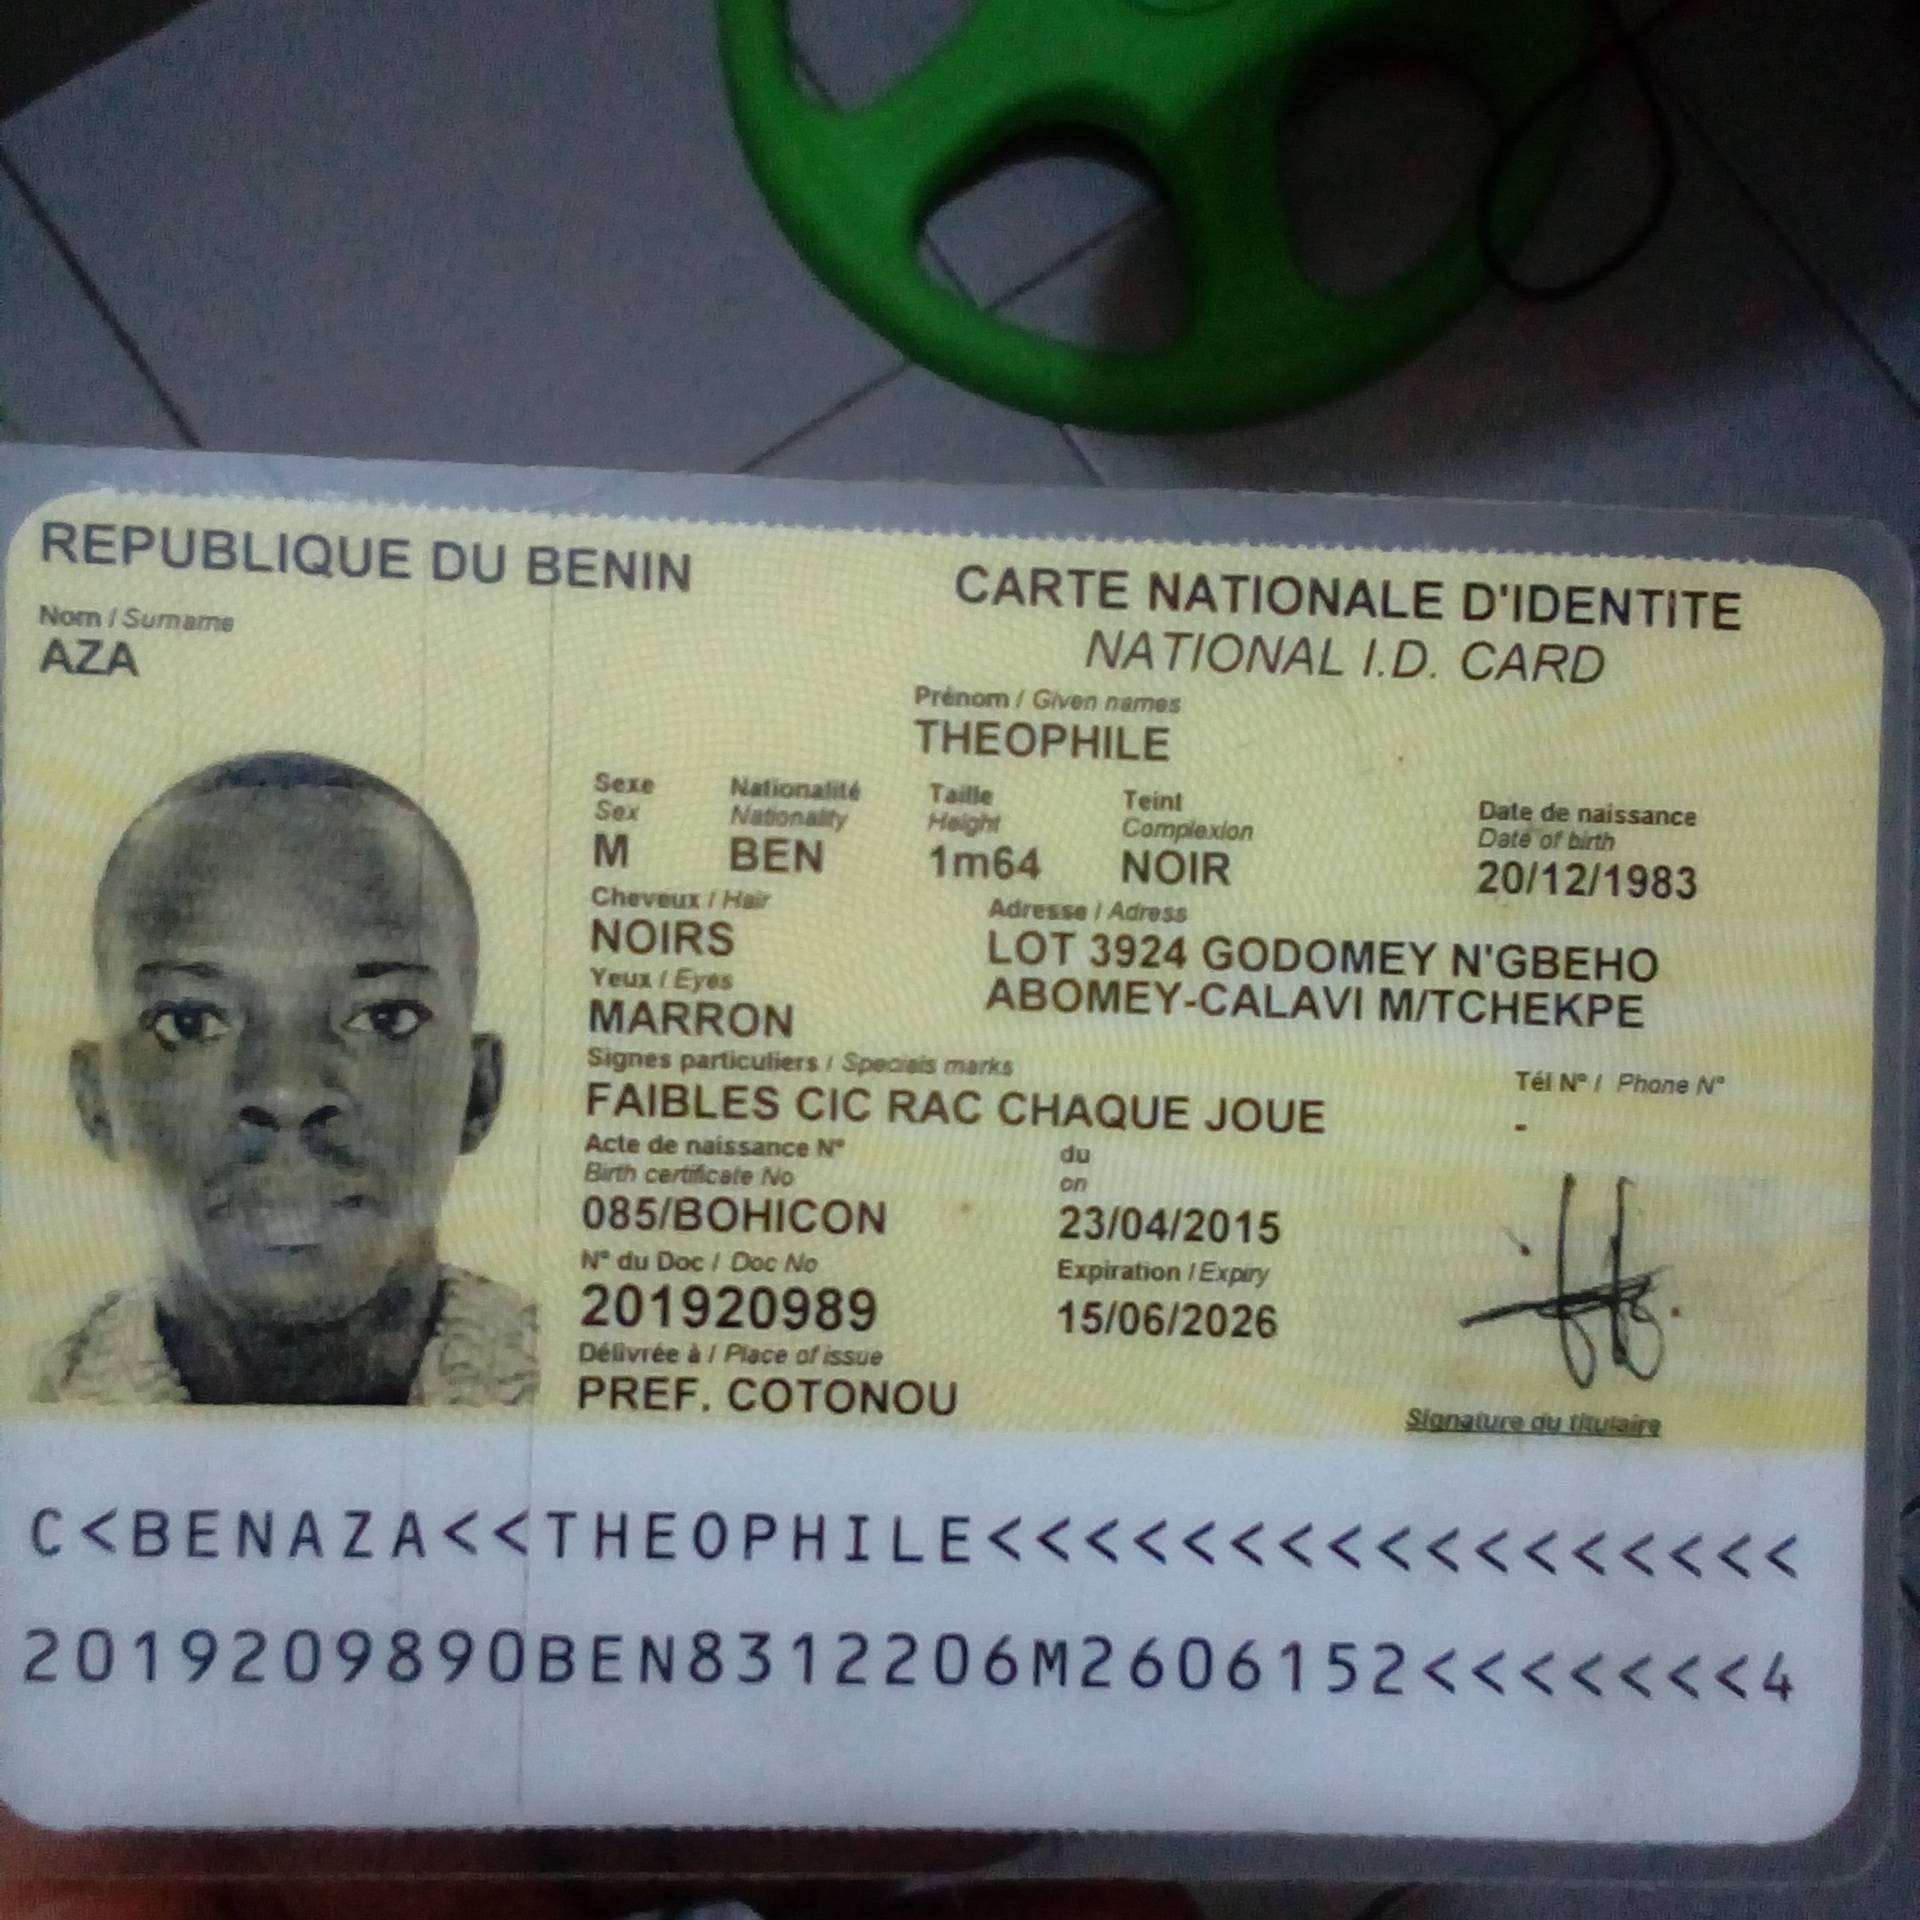 REPUBLIQUE DU BENIN
CARTE NATIONALE D'IDENTITE
NATIONAL I.D. CARD
Nom / Surname
AZA
Prénom / Given names
THEOPHILE
Sexe Nationalité Taille Teint Date de naissance
Sex Nationality Height Complexion Date of birth
M BEN 1m64 NOIR 20/12/1983
Cheveux / Hair Adresse / Adress
NOIRS LOT 3924 GODOMEY N'GBEHO
Yeux / Eyes
MARRON ABOMEY-CALAVI M/TCHEKPE
Signes particuliers / Specials marks Tél N° / Phone N°
FAIBLES CIC RAC CHAQUE JOUE -
Acte de naissance N° du
Birth certificate No on
085/BOHICON 23/04/2015
N° du Doc / Doc No Expiration / Expiry
201920989 15/06/2026
Délivrée à / Place of issue
PREF. COTONOU
Signature du titulaire
C<BENAZA<<THEOPHILE<<<<<<<<<<<<<<<<<
2019209890BEN8312206M2606152<<<<<<<4